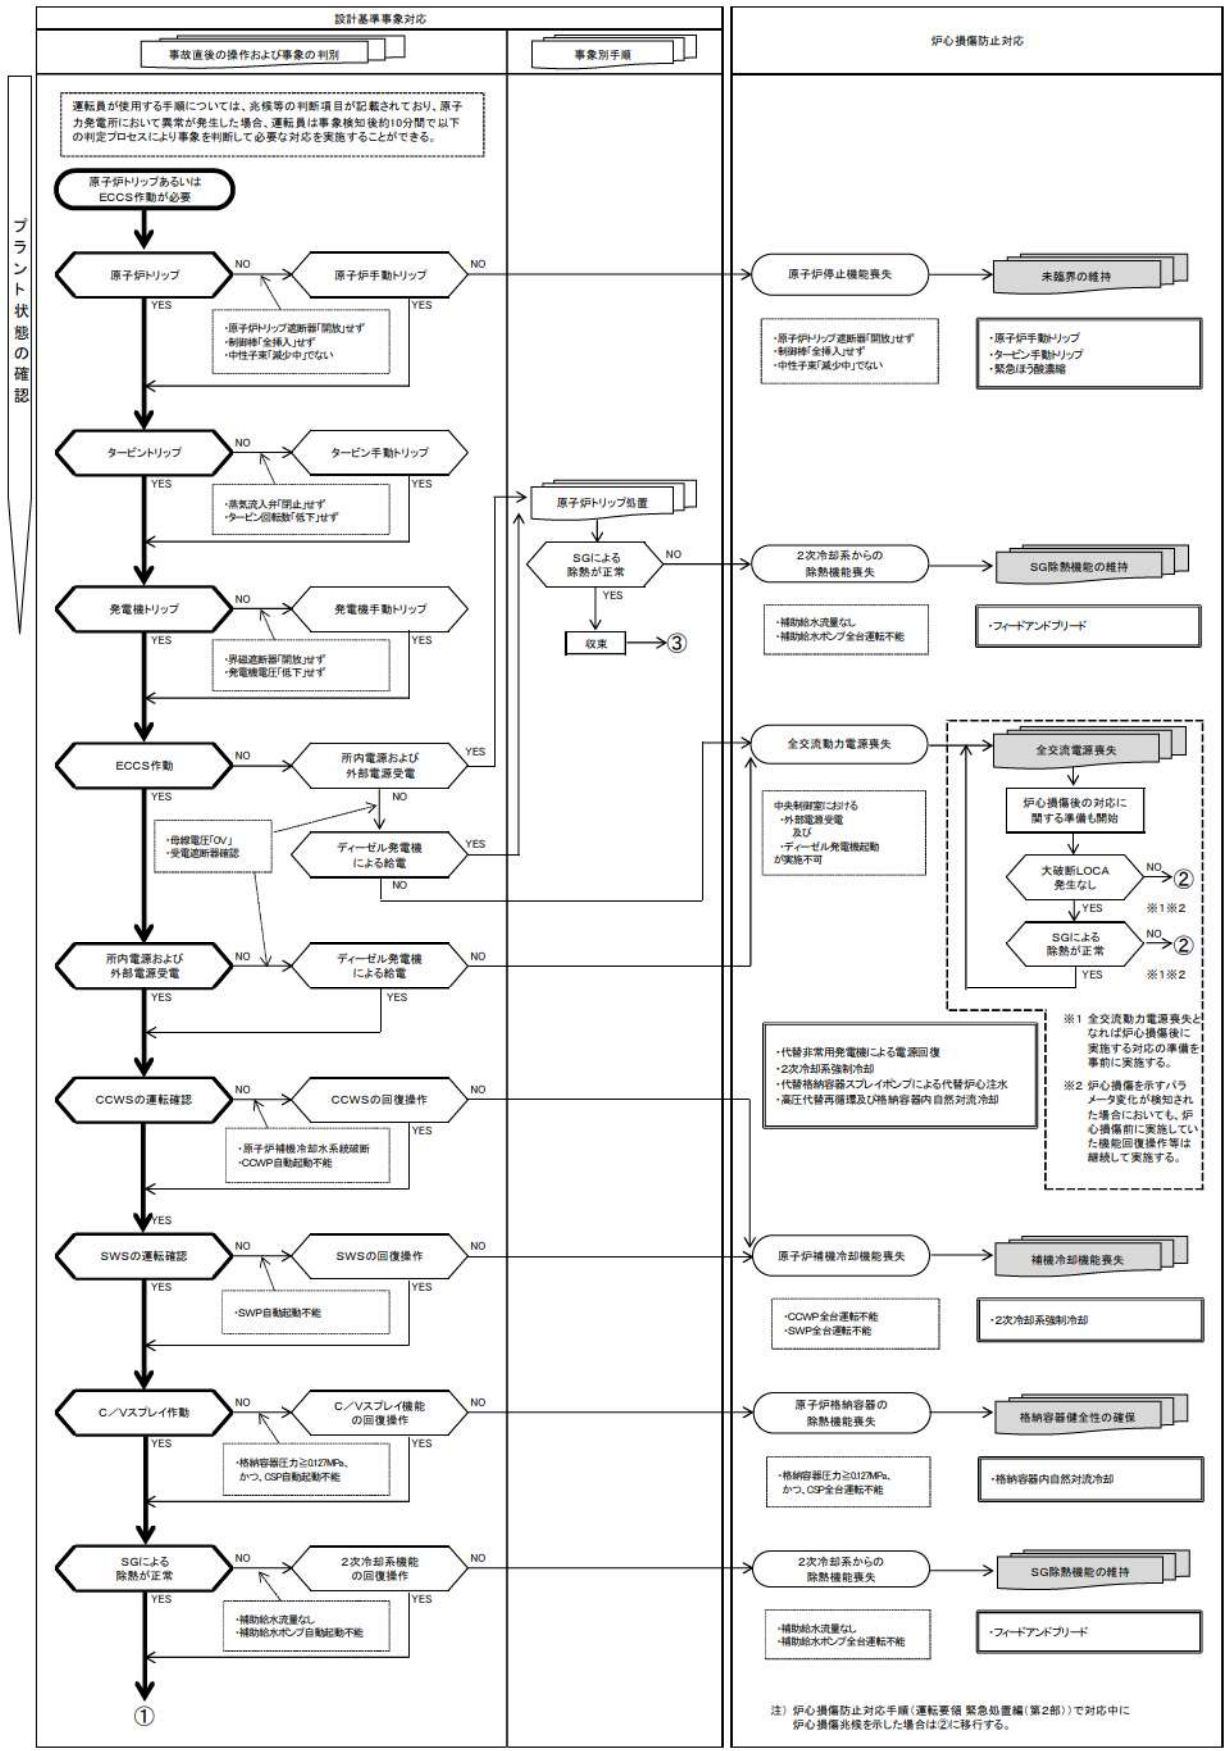 設計基準事象対応
事故直後の操作および事象の判別
事象別手順
炉心損傷防止対応
プラント状態の確認
運転員が使用する手順については、兆候等の判断項目が記載されており、原子
力発電所において異常が発生した場合、運転員は事象検知後約10分間で以下
の判定プロセスにより事象を判断して必要な対応を実施することができる。
原子炉トリップあるいは
ECCS作動が必要
原子炉トリップ
NO
原子炉手動トリップ
NO
原子炉停止機能喪失
未臨界の維持
YES
YES
・原子炉トリップ遮断器「開放」せず
・制御棒「全挿入」せず
・中性子束「減少中」でない
・原子炉トリップ遮断器「開放」せず
・制御棒「全挿入」せず
・中性子束「減少中」でない
・原子炉手動トリップ
・タービン手動トリップ
・緊急ほう酸濃縮
タービントリップ
NO
タービン手動トリップ
YES
YES
・蒸気流入弁「閉止」せず
・タービン回転数「低下」せず
原子炉トリップ処置
SGによる
除熱が正常
NO
YES
収束
③
2次冷却系からの
除熱機能喪失
SG除熱機能の維持
・補助給水流量なし
・補助給水ポンプ全台運転不能
・フィードアンドブリード
発電機トリップ
NO
発電機手動トリップ
YES
YES
・界磁遮断器「開放」せず
・発電機電圧「低下」せず
ECCS作動
NO
所内電源および
外部電源受電
YES
YES
NO
・母線電圧「0V」
・受電遮断器確認
ディーゼル発電機
による給電
YES
NO
全交流動力電源喪失
全交流電源喪失
中央制御室における
・外部電源受電
及び
・ディーゼル発電機起動
が実施不可
炉心損傷後の対応に
関する準備も開始
大破断LOCA
発生なし
NO
②
YES
※1※2
SGによる
除熱が正常
NO
②
YES
※1※2
所内電源および
外部電源受電
NO
ディーゼル発電機
による給電
NO
YES
YES
※1 全交流動力電源喪失と
なれば炉心損傷後に
実施する対応の準備を
事前に実施する。
※2 炉心損傷を示すパラ
メータ変化が検知され
た場合においても、炉
心損傷前に実施してい
た機能回復操作等は
継続して実施する。
・代替非常用発電機による電源回復
・2次冷却系強制冷却
・代替格納容器スプレイポンプによる代替炉心注水
・高圧代替再循環及び格納容器内自然対流冷却
CCWSの運転確認
NO
CCWSの回復操作
NO
YES
YES
・原子炉補機冷却水系統破断
・CCWP自動起動不能
YES
SWSの運転確認
NO
SWSの回復操作
NO
原子炉補機冷却機能喪失
補機冷却機能喪失
YES
YES
・SWP自動起動不能
・CCWP全台運転不能
・SWP全台運転不能
・2次冷却系強制冷却
C/Vスプレイ作動
NO
C/Vスプレイ機能
の回復操作
NO
原子炉格納容器の
除熱機能喪失
格納容器健全性の確保
YES
YES
・格納容器圧力≧0.127MPa、
かつ、CSP自動起動不能
・格納容器圧力≧0.127MPa、
かつ、CSP全台運転不能
・格納容器内自然対流冷却
SGによる
除熱が正常
NO
2次冷却系機能
の回復操作
NO
2次冷却系からの
除熱機能喪失
SG除熱機能の維持
YES
YES
・補助給水流量なし
・補助給水ポンプ自動起動不能
・補助給水流量なし
・補助給水ポンプ全台運転不能
・フィードアンドブリード
①
注) 炉心損傷防止対応手順(運転要領 緊急処置編(第2部))で対応中に
炉心損傷兆候を示した場合は②に移行する。